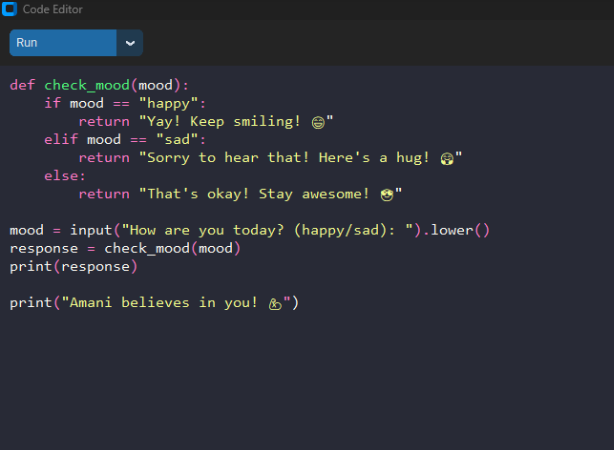 Code Editor
Run
def check_mood(mood):
    if mood == "happy":
        return "Yay! Keep smiling! 😄"
    elif mood == "sad":
        return "Sorry to hear that! Here's a hug! 🤗"
    else:
        return "That's okay! Stay awesome! 😎"
mood = input("How are you today? (happy/sad): ").lower()
response = check_mood(mood)
print(response)
print("Amani believes in you! 💪")